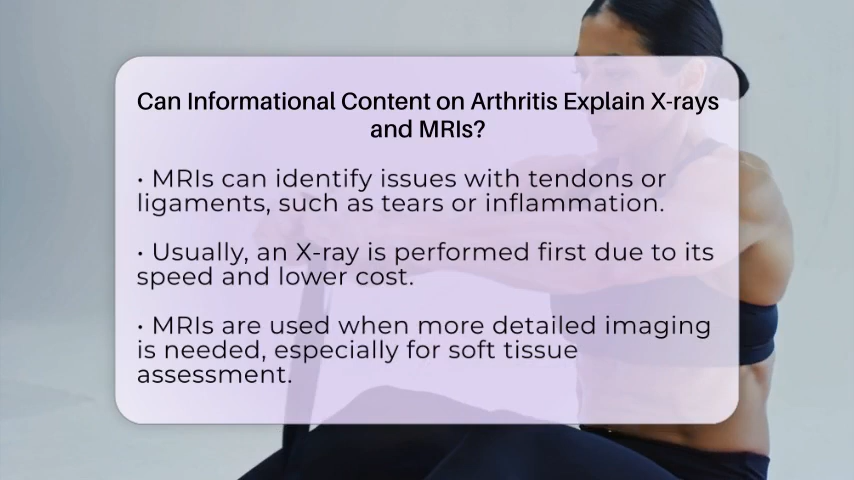 Can Informational Content on Arthritis Explain X-rays
and MRIs?
• MRIs can identify issues with tendons or
ligaments, such as tears or inflammation.
• Usually, an X-ray is performed first due to its
speed and lower cost.
• MRIs are used when more detailed imaging
is needed, especially for soft tissue
assessment.